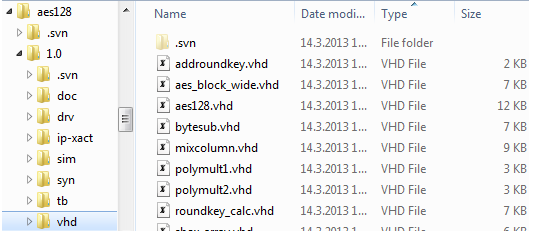 aes128
.svn
1.0
.svn
doc
drv
ip-xact
sim
syn
tb
vhd
Name Date modi... Type Size
.svn 14.3.2013 1... File folder
addroundkey.vhd 14.3.2013 1... VHD File 2 KB
aes_block_wide.vhd 14.3.2013 1... VHD File 7 KB
aes128.vhd 14.3.2013 1... VHD File 12 KB
bytesub.vhd 14.3.2013 1... VHD File 7 KB
mixcolumn.vhd 14.3.2013 1... VHD File 9 KB
polymult1.vhd 14.3.2013 1... VHD File 3 KB
polymult2.vhd 14.3.2013 1... VHD File 3 KB
roundkey_calc.vhd 14.3.2013 1... VHD File 7 KB